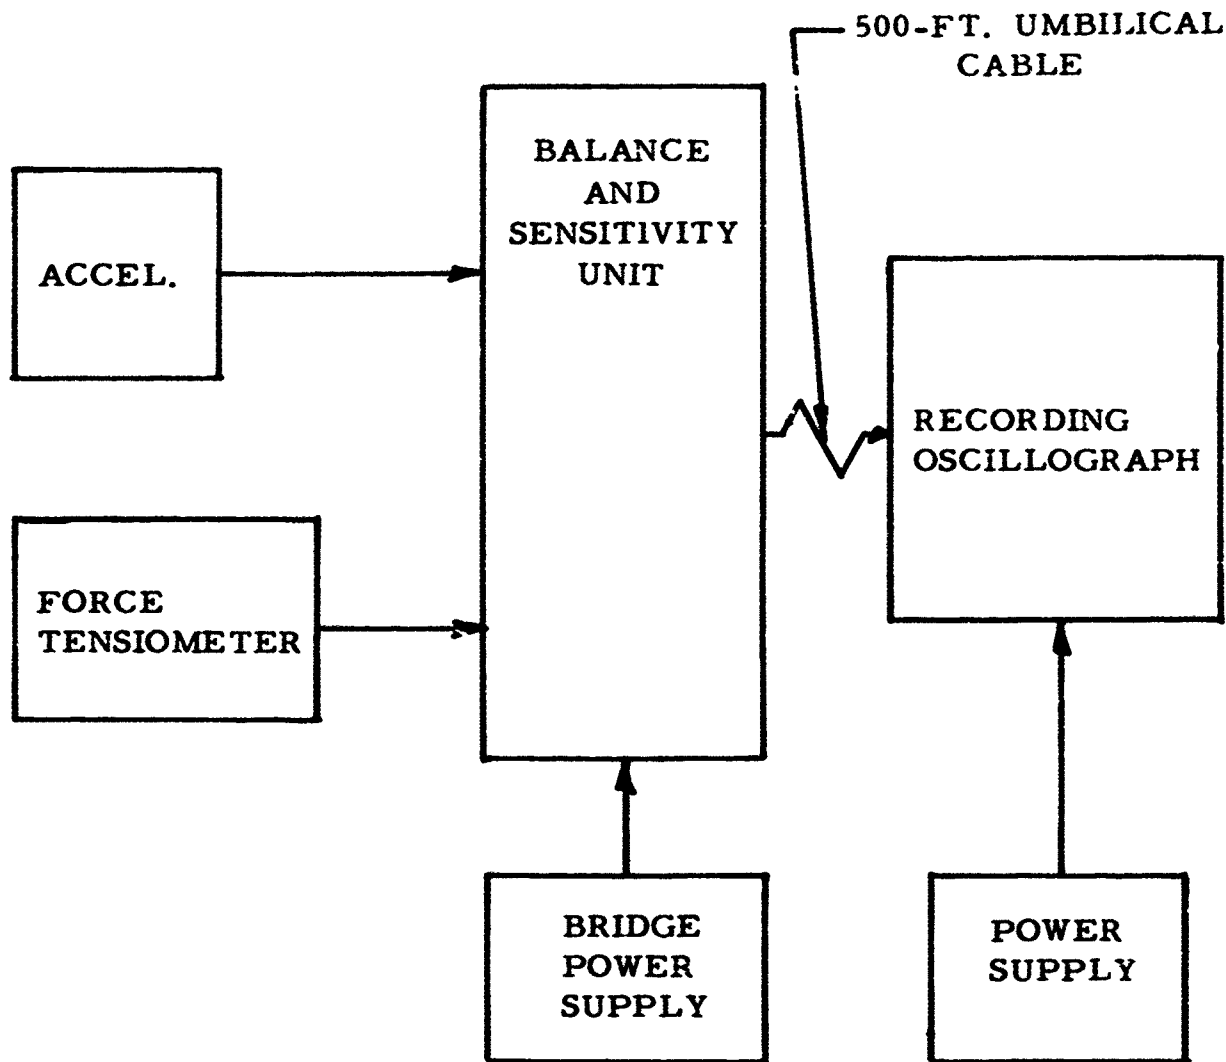 500-FT. UMBILICAL
CABLE
BALANCE
AND
SENSITIVITY
UNIT
ACCEL.
RECORDING
OSCILLOGRAPH
FORCE
TENSIOMETER
BRIDGE
POWER
SUPPLY
POWER
SUPPLY